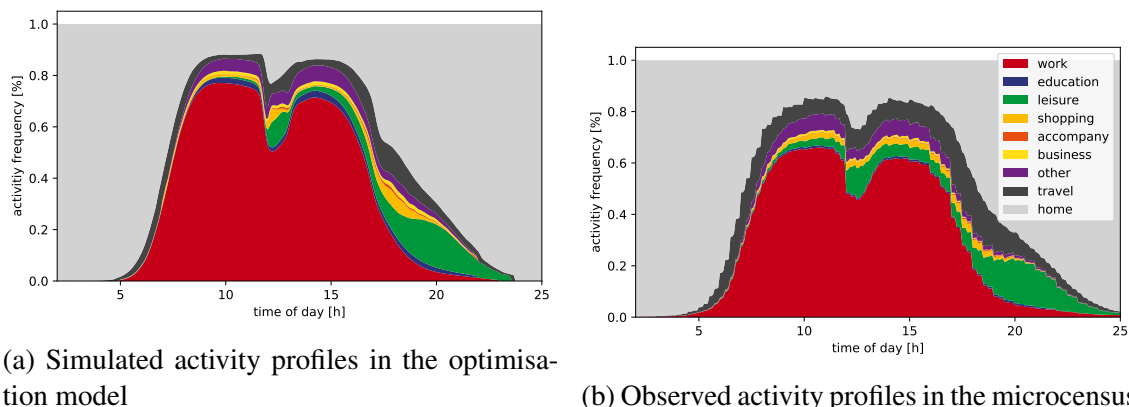 1.0
0.8
0.6
0.4
0.2
0.0
activity frequency [%]
5
10
15
20
25
time of day [h]
(a) Simulated activity profiles in the optimisa-
tion model
1.0
0.8
0.6
0.4
0.2
0.0
activitiy frequency [%]
5
10
15
20
25
time of day [h]
work
education
leisure
shopping
accompany
business
other
travel
home
(b) Observed activity profiles in the microcensus